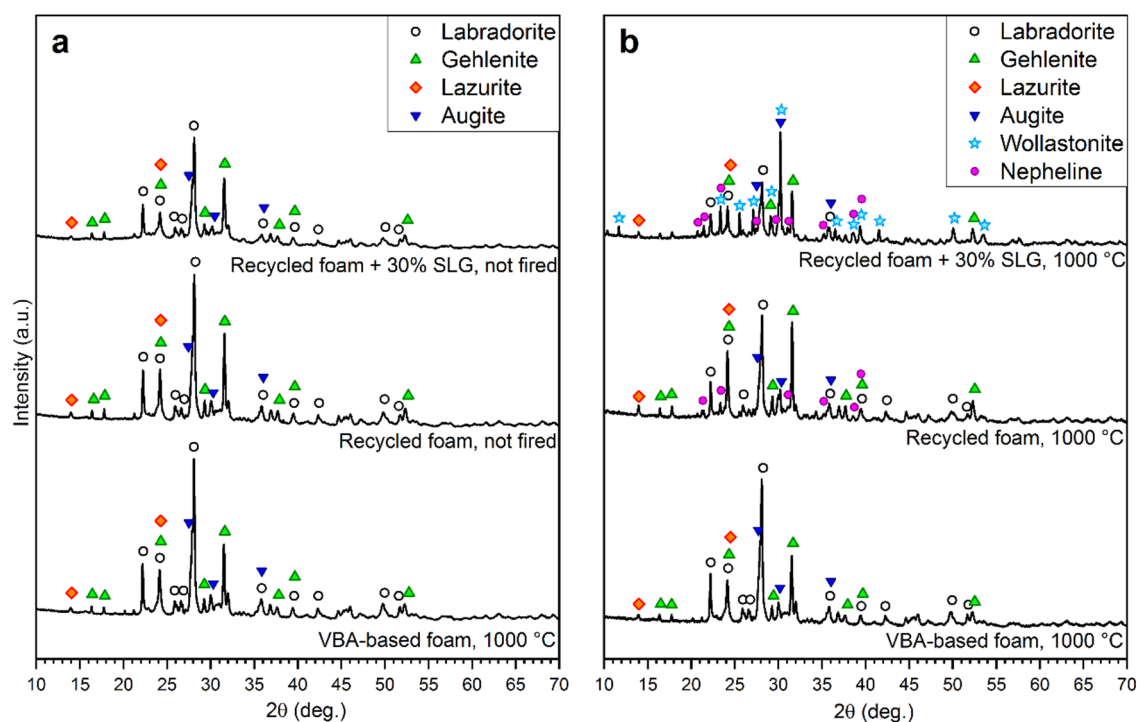 a
Labradorite
Gehlenite
Lazurite
Augite
Recycled foam + 30% SLG, not fired
Recycled foam, not fired
VBA-based foam, 1000 °C
Intensity (a.u.)
10 15 20 25 30 35 40 45 50 55 60 65 70
2θ (deg.)
b
Labradorite
Gehlenite
Lazurite
Augite
Wollastonite
Nepheline
Recycled foam + 30% SLG, 1000 °C
Recycled foam, 1000 °C
VBA-based foam, 1000 °C
10 15 20 25 30 35 40 45 50 55 60 65 70
2θ (deg.)